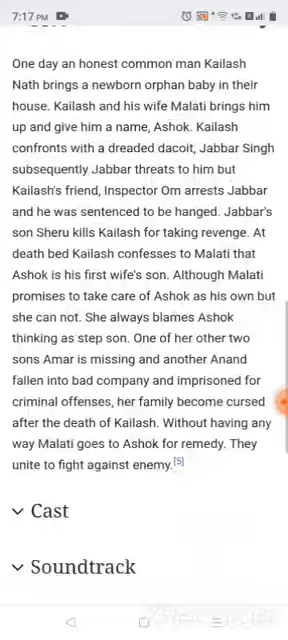 7:17 PM
One day an honest common man Kailash
Nath brings a newborn orphan baby in their
house. Kailash and his wife Malati brings him
up and give him a name, Ashok. Kailash
confronts with a dreaded dacoit, Jabbar Singh
subsequently Jabbar threats to him but
Kailash's friend, Inspector Om arrests Jabbar
and he was sentenced to be hanged. Jabbar's
son Sheru kills Kailash for taking revenge. At
death bed Kailash confesses to Malati that
Ashok is his first wife's son. Although Malati
promises to take care of Ashok as his own but
she can not. She always blames Ashok
thinking as step son. One of her other two
sons Amar is missing and another Anand
fallen into bad company and imprisoned for
criminal offenses, her family become cursed
after the death of Kailash. Without having any
way Malati goes to Ashok for remedy. They
unite to fight against enemy.[5]
Cast
Soundtrack